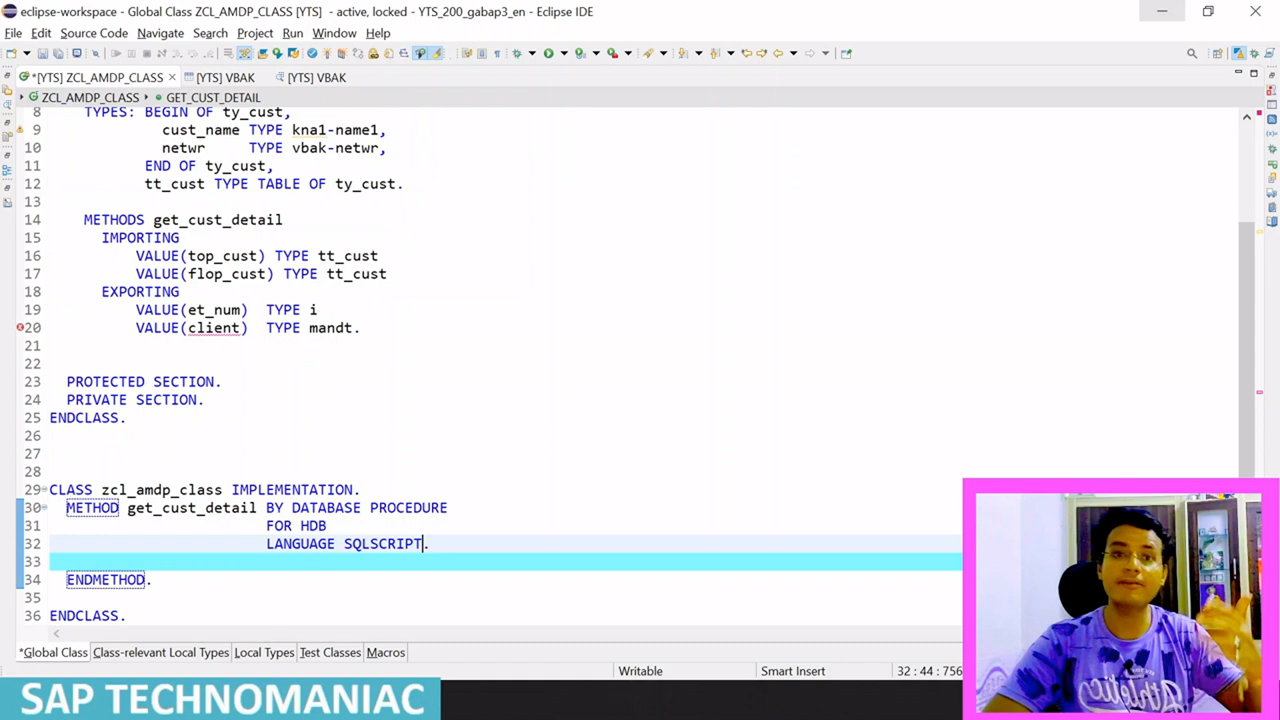 eclipse-workspace - Global Class ZCL_AMDP_CLASS [YTS] - active, locked - YTS_200_gabap3_en - Eclipse IDE
File Edit Source Code Navigate Search Project Run Window Help
*[YTS] ZCL_AMDP_CLASS [YTS] VBAK [YTS] VBAK
ZCL_AMDP_CLASS GET_CUST_DETAIL
8 TYPES: BEGIN OF ty_cust,
9 cust_name TYPE kna1-name1,
10 netwr TYPE vbak-netwr,
11 END OF ty_cust,
12 tt_cust TYPE TABLE OF ty_cust.
13
14 METHODS get_cust_detail
15 IMPORTING
16 VALUE(top_cust) TYPE tt_cust
17 VALUE(flop_cust) TYPE tt_cust
18 EXPORTING
19 VALUE(et_num) TYPE i
20 VALUE(client) TYPE mandt.
21
22
23 PROTECTED SECTION.
24 PRIVATE SECTION.
25 ENDCLASS.
26
27
28
29 CLASS zcl_amdp_class IMPLEMENTATION.
30 METHOD get_cust_detail BY DATABASE PROCEDURE
31 FOR HDB
32 LANGUAGE SQLSCRIPT.
33
34 ENDMETHOD.
35
36 ENDCLASS.
*Global Class Class-relevant Local Types Local Types Test Classes Macros
Writable Smart Insert 32 : 44 : 756
SAP TECHNOMANIAC
Athletic